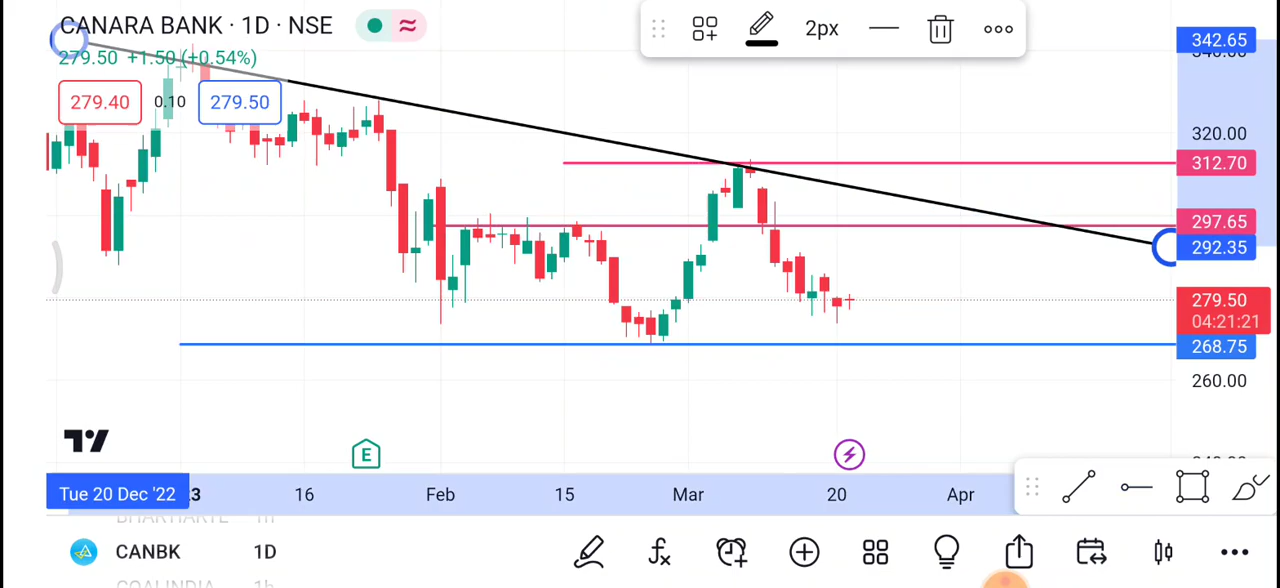 CANARA BANK · 1D · NSE
2px
342.65
279.50 +1.50 (+0.54%)
279.40 0.10 279.50
320.00
312.70
297.65
292.35
279.50
04:21:21
268.75
260.00
E
Tue 20 Dec '22 16 Feb 15 Mar 20 Apr
CANBK 1D
COALINDIA 1h